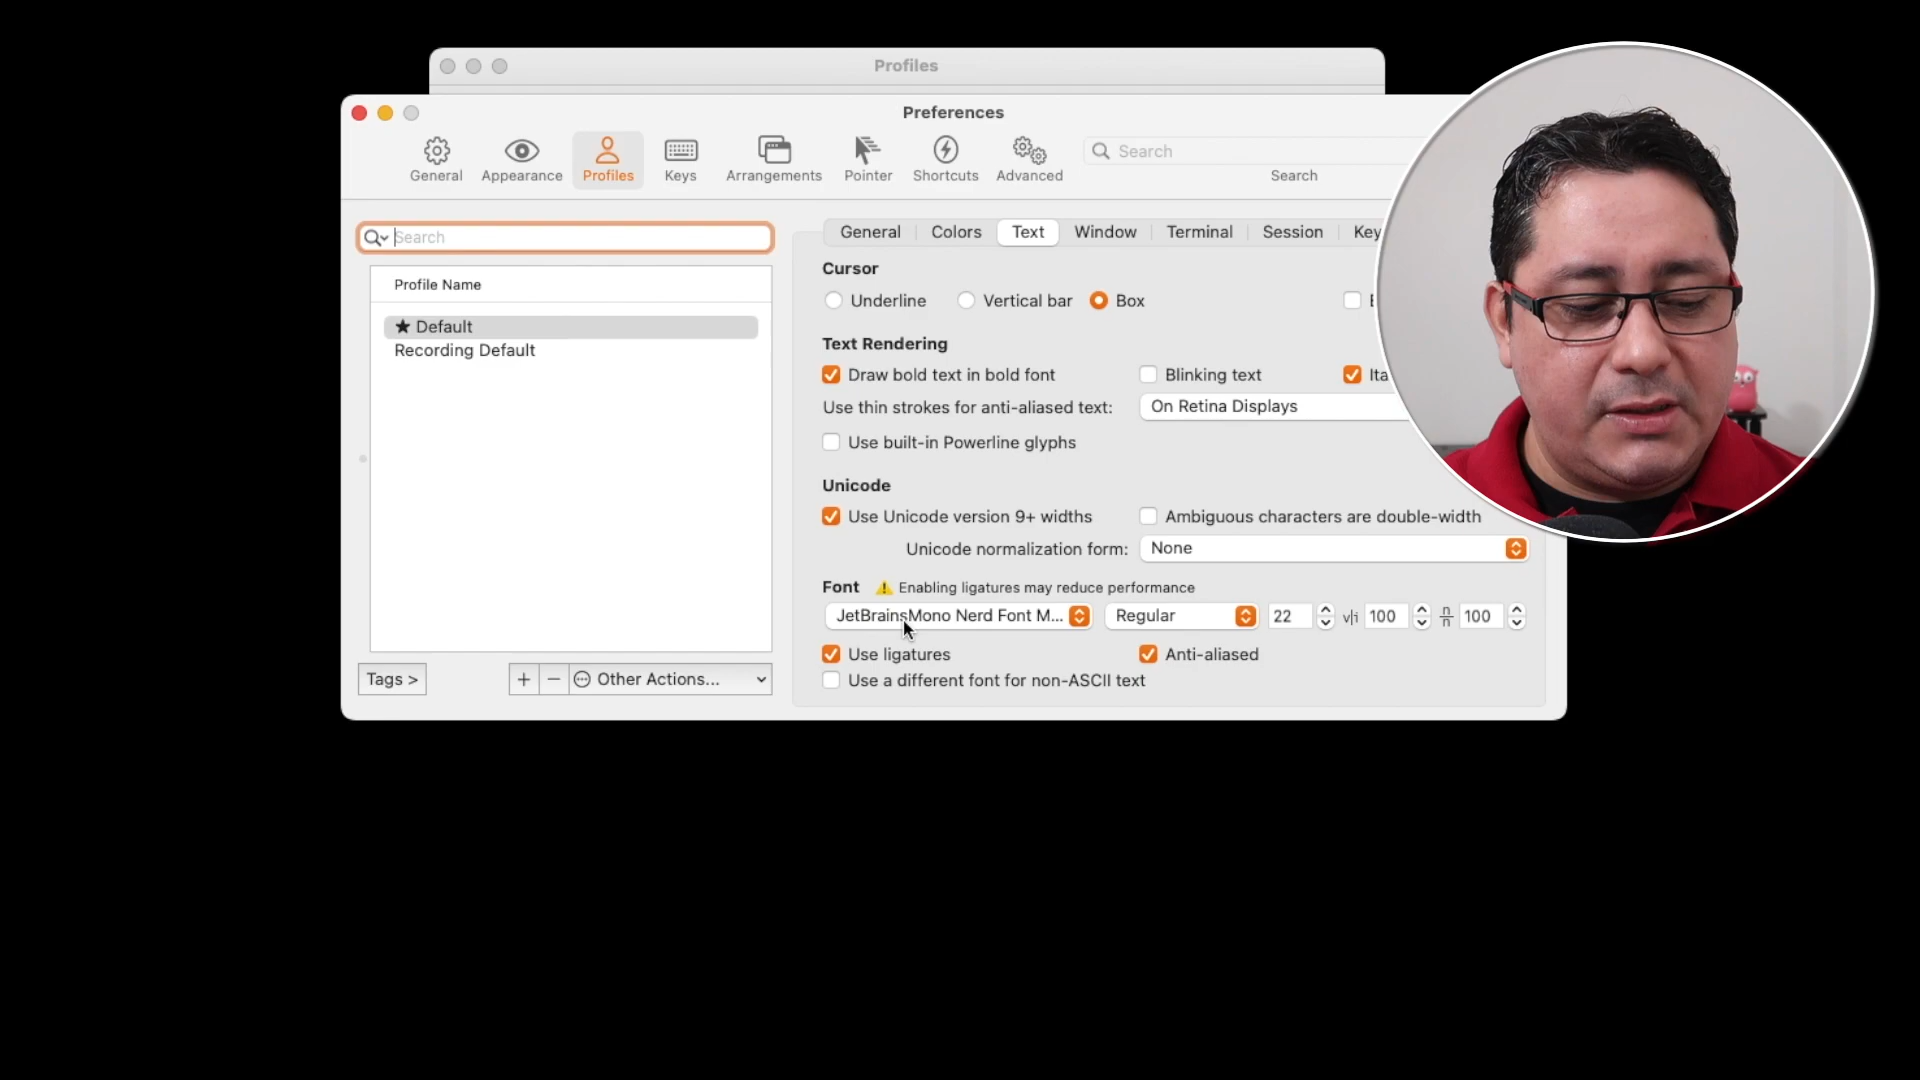 Profiles
Preferences
General
Appearance
Profiles
Keys
Arrangements
Pointer
Shortcuts
Advanced
Search
Search
Search
Profile Name
★ Default
Recording Default
Tags >
+
−
Other Actions...
General
Colors
Text
Window
Terminal
Session
Cursor
Underline
Vertical bar
Box
Text Rendering
Draw bold text in bold font
Blinking text
Use thin strokes for anti-aliased text:
On Retina Displays
Use built-in Powerline glyphs
Unicode
Use Unicode version 9+ widths
Ambiguous characters are double-width
Unicode normalization form:
None
Font
Enabling ligatures may reduce performance
JetBrainsMono Nerd Font M...
Regular
22
v|i
100
n/n
100
Use ligatures
Anti-aliased
Use a different font for non-ASCII text